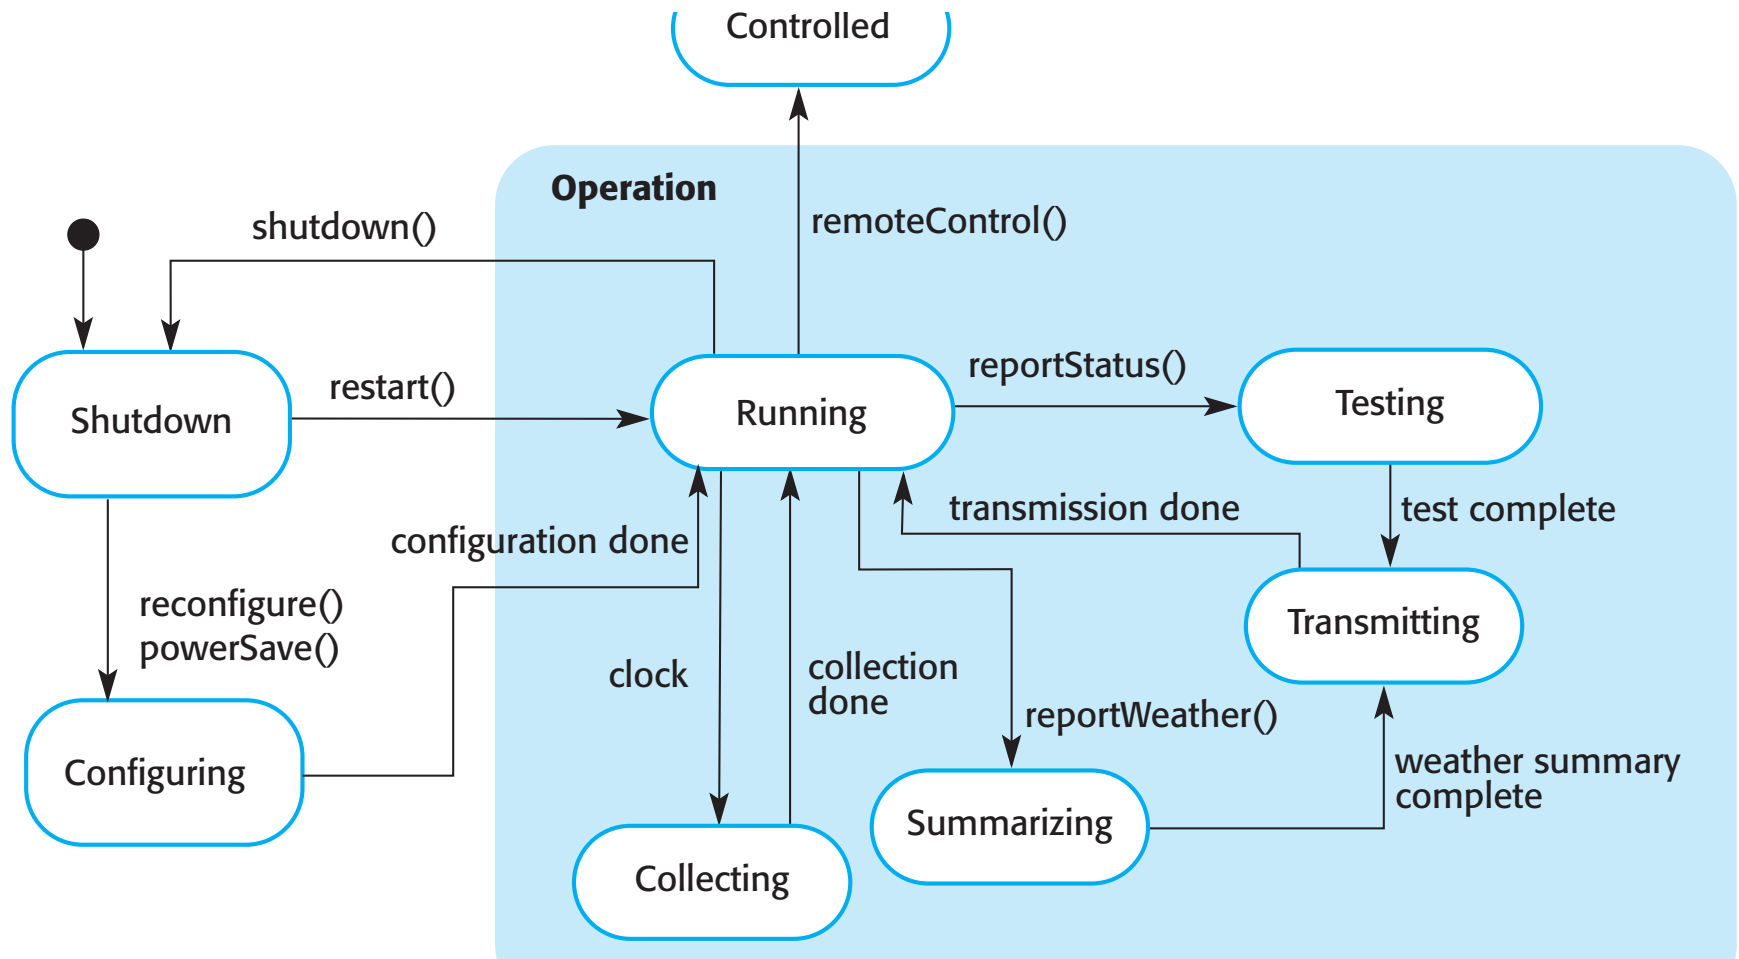 Controlled
Operation
shutdown()
remoteControl()
restart()
reportStatus()
Testing
Shutdown
Running
transmission done
test complete
configuration done
reconfigure()
powerSave()
Transmitting
clock
collection
done
reportWeather()
Configuring
weather summary
complete
Summarizing
Collecting